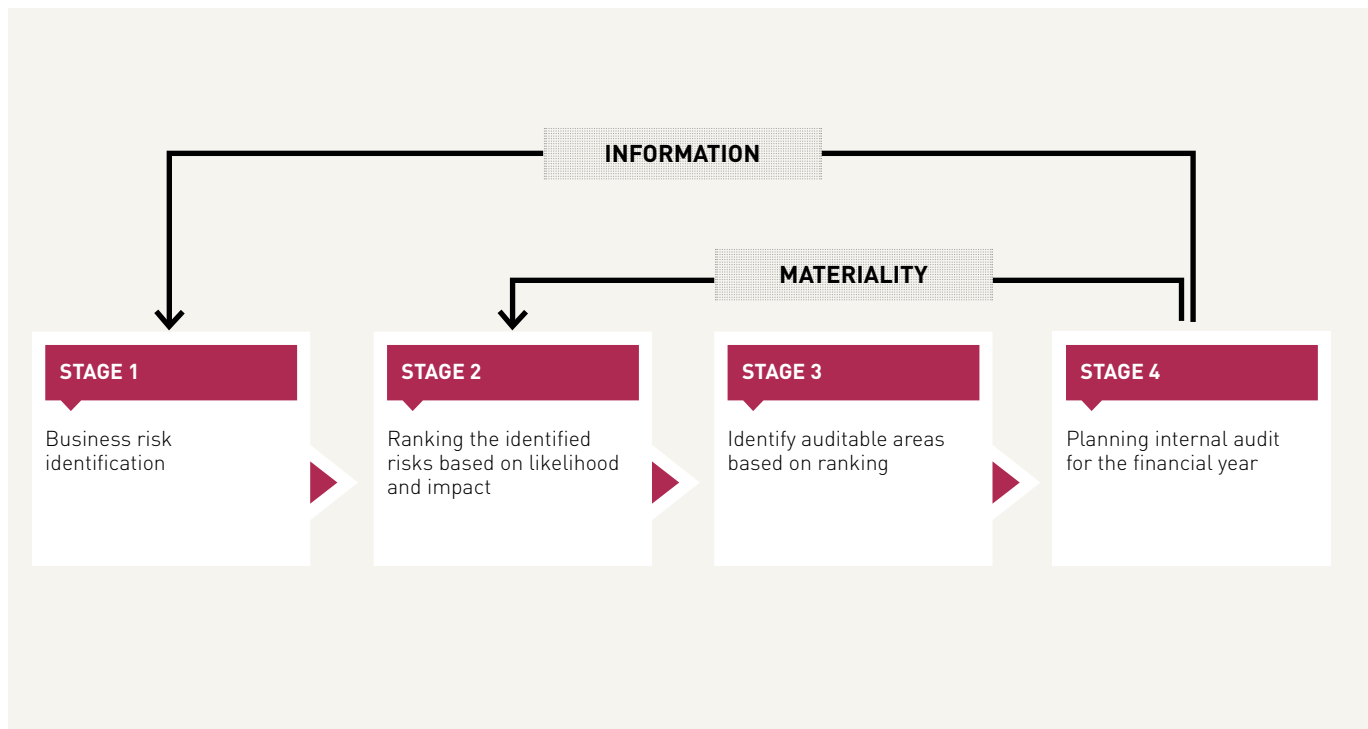 INFORMATION
MATERIALITY
STAGE 1
Business risk
identification
STAGE 2
Ranking the identified
risks based on likelihood
and impact
STAGE 3
Identify auditable areas
based on ranking
STAGE 4
Planning internal audit
for the financial year